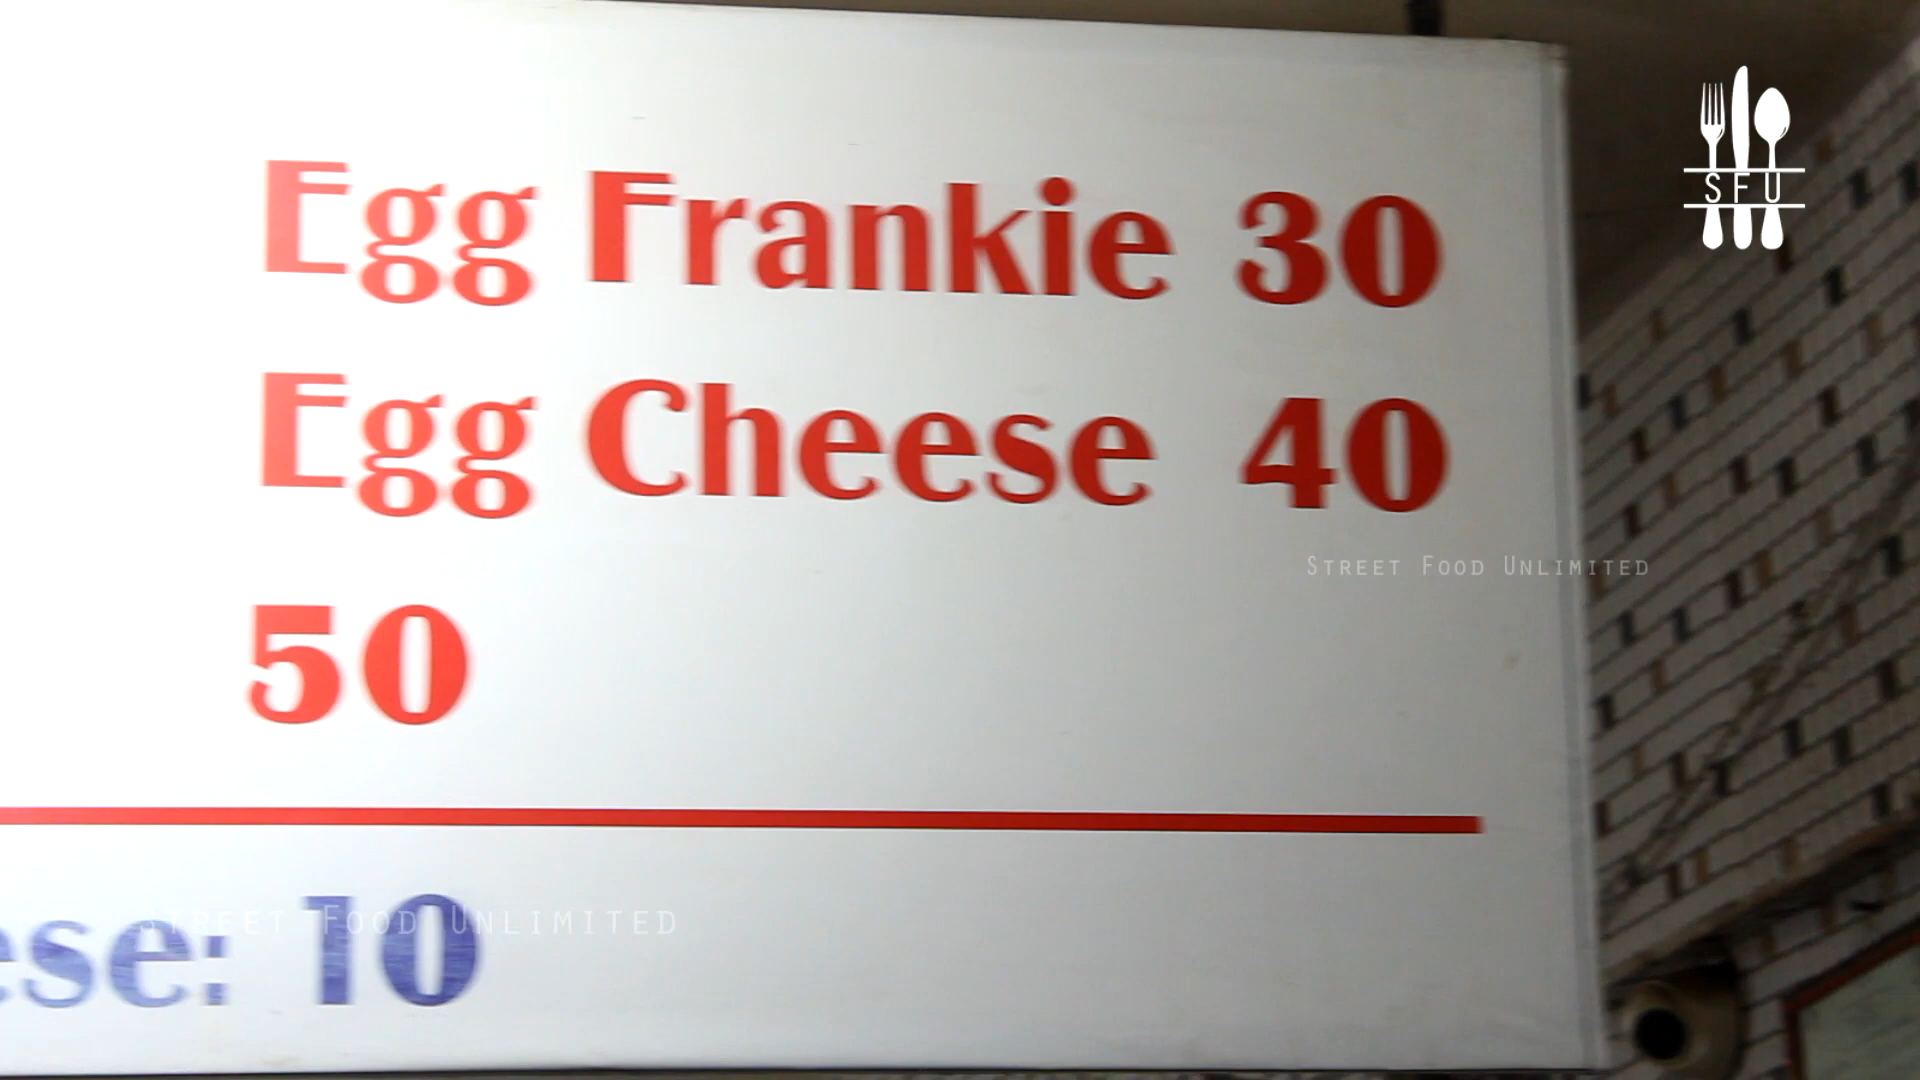 SFU
Egg Frankie 30
Egg Cheese 40
STREET FOOD UNLIMITED
50
ese: 10
STREET FOOD UNLIMITED